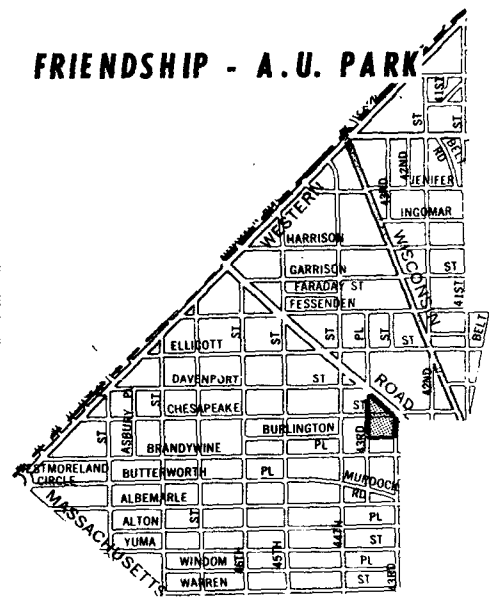 FRIENDSHIP - A.U. PARK
41ST
ST
ST
BELT
RD
42ND
43RD
JENIFER
WESTERN
INGOMAR
WISCONSIN
HARRISON
GARRISON
ST
FARADAY ST
FESSENDEN
41ST
BELT
ST
ST
ST
PL
ST
ST
ELLICOTT
42ND
DAVENPORT
ST
ROAD
ASBURY PL
ST
CHESAPEAKE
ST
ST
BURLINGTON
43RD
BRANDYWINE
PL
WESTMORELAND
CIRCLE
BUTTERWORTH
PL
MURDOCK
RD
MASSACHUSETTS
ALBEMARLE
ALTON
ST
PL
YUMA
46TH
45TH
44TH
ST
WINDOM
PL
WARREN
ST
43RD